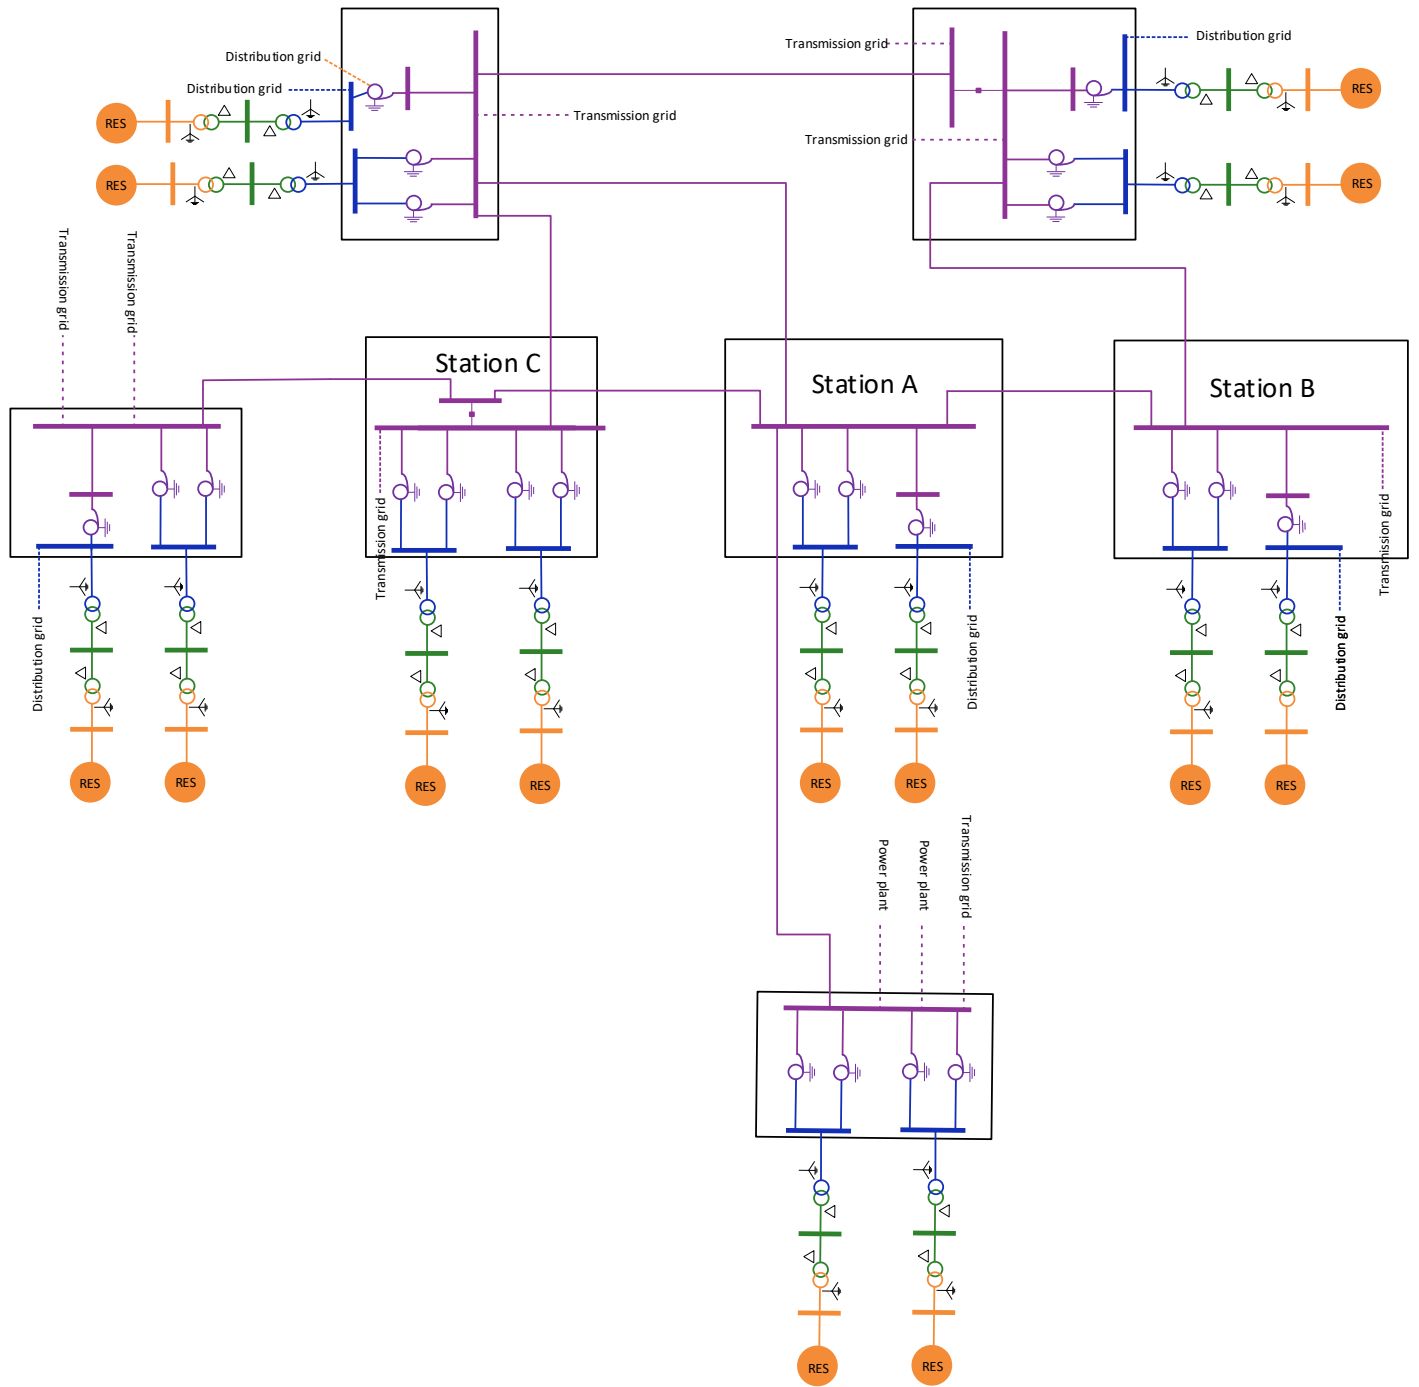 Transmission grid
Distribution grid
Distribution grid
Distribution grid
RES
Transmission grid
RES
Transmission grid
RES
RES
Transmission grid
Transmission grid
Station C
Station A
Station B
Transmission grid
Transmission grid
Distribution grid
Distribution grid
Distribution grid
RES
RES
RES
RES
RES
RES
RES
RES
Power plant
Power plant
Transmission grid
RES
RES